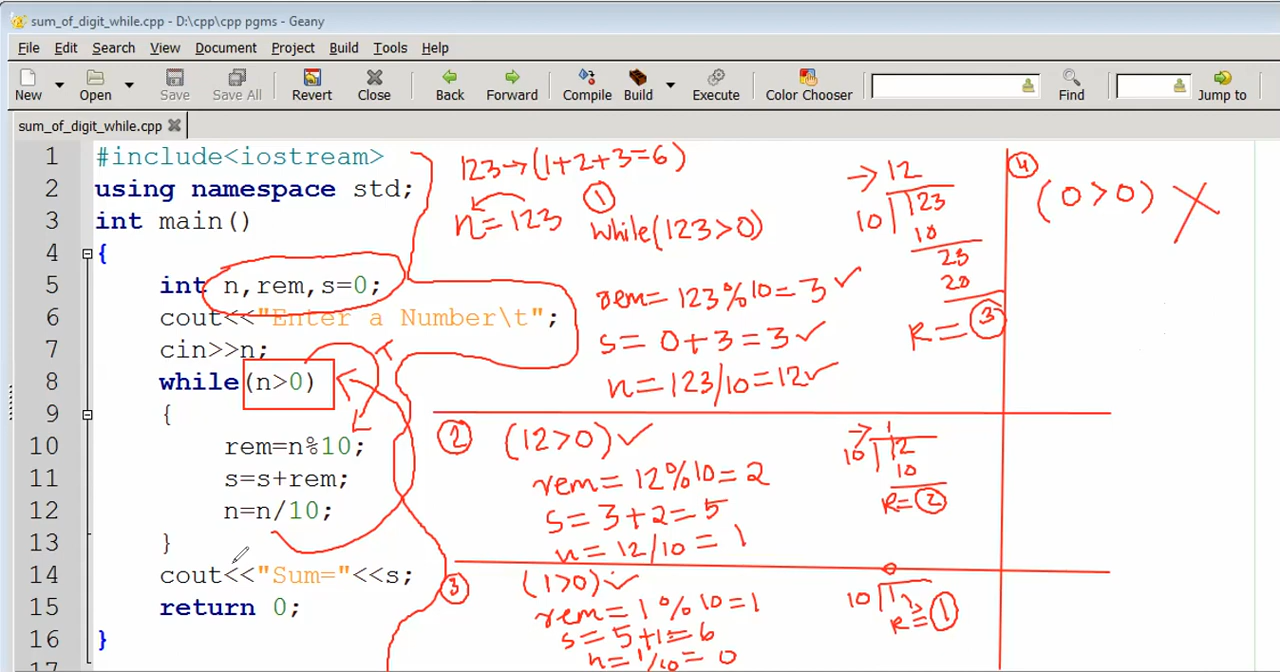 sum_of_digit_while.cpp - D:\cpp\cpp pgms - Geany
File Edit Search View Document Project Build Tools Help
New Open Save Save All Revert Close Back Forward Compile Build Execute Color Chooser Find Jump to
sum_of_digit_while.cpp
1 #include<iostream>
2 using namespace std;
3 int main()
4 {
5 int n,rem,s=0;
6 cout<<"Enter a Number\t";
7 cin>>n;
8 while(n>0)
9 {
10 rem=n%10;
11 s=s+rem;
12 n=n/10;
13 }
14 cout<<"Sum="<<s;
15 return 0;
16 }
17
T
123→(1+2+3=6)
n=123
①
while(123>0)
rem=123%10=3✓
s=0+3=3✓
n=123/10=12✓
→12
10 123
10
23
20
R=③
② (12>0)✓
rem=12%10=2
s=3+2=5
n=12/10=1
→1
10 12
10
R=②
③ (1>0)✓
rem=1%10=1
s=5+1=6
n=1/10=0
0
10 1
R=①
④
(0>0) X